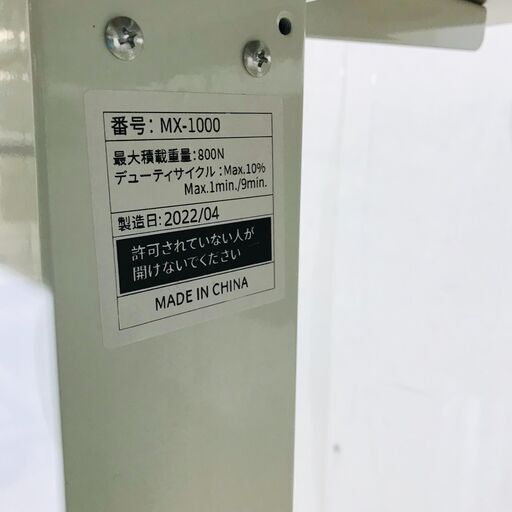 番号: MX-1000
最大積載重量:800N
デューティサイクル:Max.10%
Max.1min./9min.
製造日:2022/04
許可されていない人が
開けないでください
MADE IN CHINA